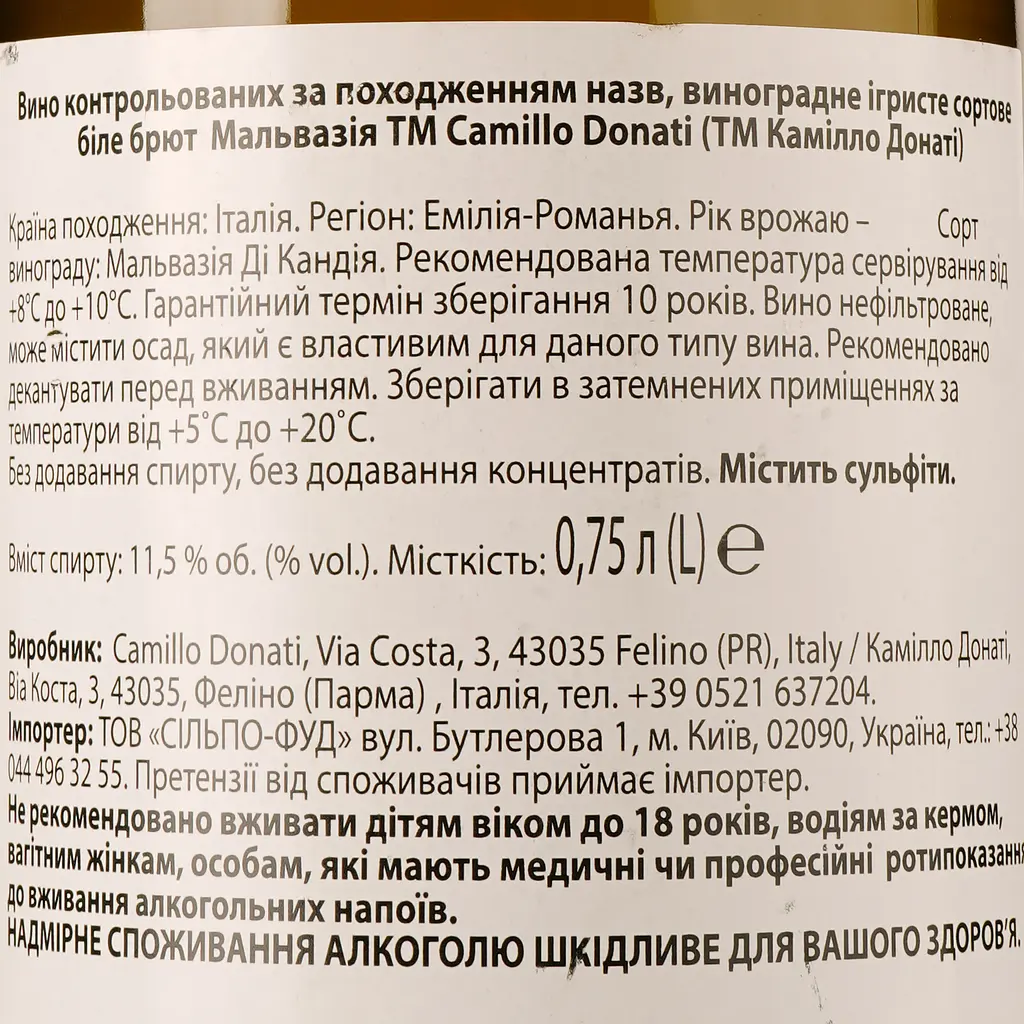 Вино контрольованих за походженням назв, виноградне ігристе сортове
біле брют Мальвазія ТМ Camillo Donati (ТМ Камілло Донаті)
Країна походження: Італія. Регіон: Емілія-Романья. Рік врожаю – Сорт
винограду: Мальвазія Ді Кандія. Рекомендована температура сервірування від
+8°С до +10°С. Гарантійний термін зберігання 10 років. Вино нефільтроване,
може містити осад, який є властивим для даного типу вина. Рекомендовано
декантувати перед вживанням. Зберігати в затемнених приміщеннях за
температури від +5˚С до +20˚С.
Без додавання спирту, без додавання концентратів. Містить сульфіти.
Вміст спирту: 11,5 % об. (% vol.). Місткість: 0,75 л (L) ℮
Виробник: Camillo Donati, Via Costa, 3, 43035 Felino (PR), Italy / Камілло Донаті,
Віа Коста, 3, 43035, Феліно (Парма) , Італія, тел. +39 0521 637204.
Імпортер: ТОВ «СІЛЬПО-ФУД» вул. Бутлерова 1, м. Київ, 02090, Україна, тел.: +38
044 496 32 55. Претензії від споживачів приймає імпортер.
Не рекомендовано вживати дітям віком до 18 років, водіям за кермом,
вагітним жінкам, особам, які мають медичні чи професійні ротипоказання
до вживання алкогольних напоїв.
НАДМІРНЕ СПОЖИВАННЯ АЛКОГОЛЮ ШКІДЛИВЕ ДЛЯ ВАШОГО ЗДОРОВ'Я.